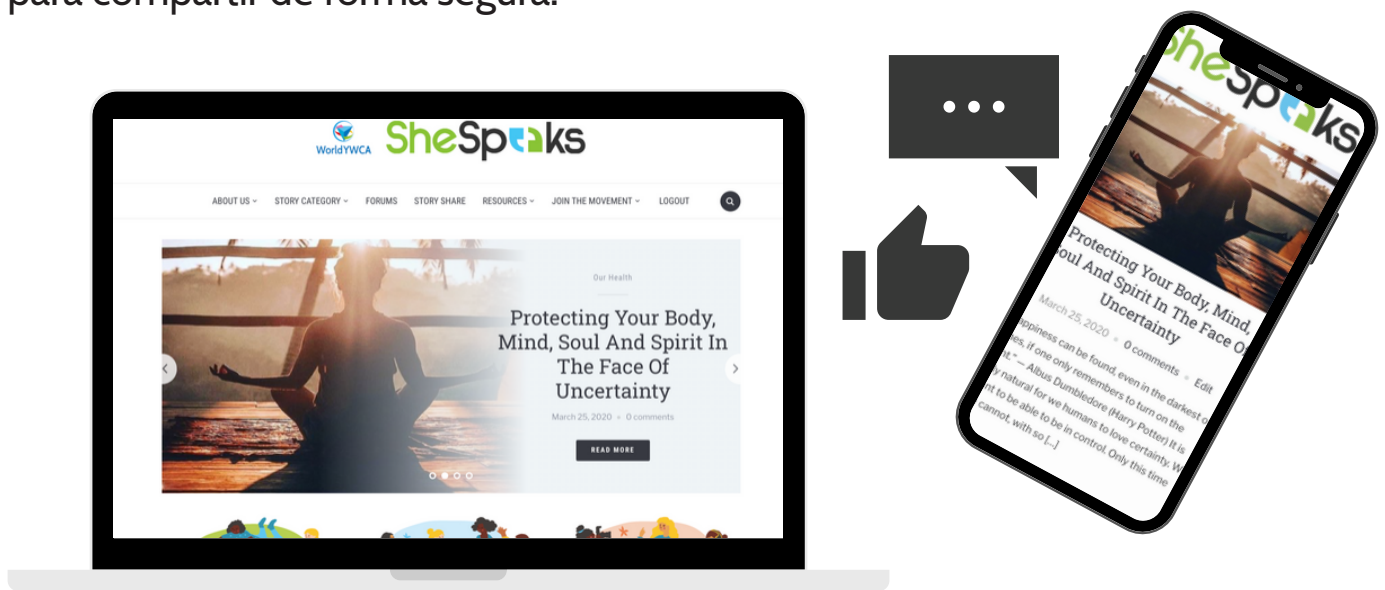 para compartir de forma segura.
WorldYWCA SheSpeaks
ABOUT US STORY CATEGORY FORUMS STORY SHARE RESOURCES JOIN THE MOVEMENT LOGOUT
Our Health
Protecting Your Body,
Mind, Soul And Spirit In
The Face Of
Uncertainty
March 25, 2020 • 0 comments
READ MORE
SheSpeaks
Protecting Your Body, Mind,
Soul And Spirit In The Face Of
Uncertainty
March 25, 2020 • 0 comments • Edit
appiness can be found, even in the darkest o
es, if one only remembers to turn on the
t." — Albus Dumbledore (Harry Potter) It is
y natural for we humans to love certainty. W
nt to be able to be in control. Only this time
cannot, with so [...]